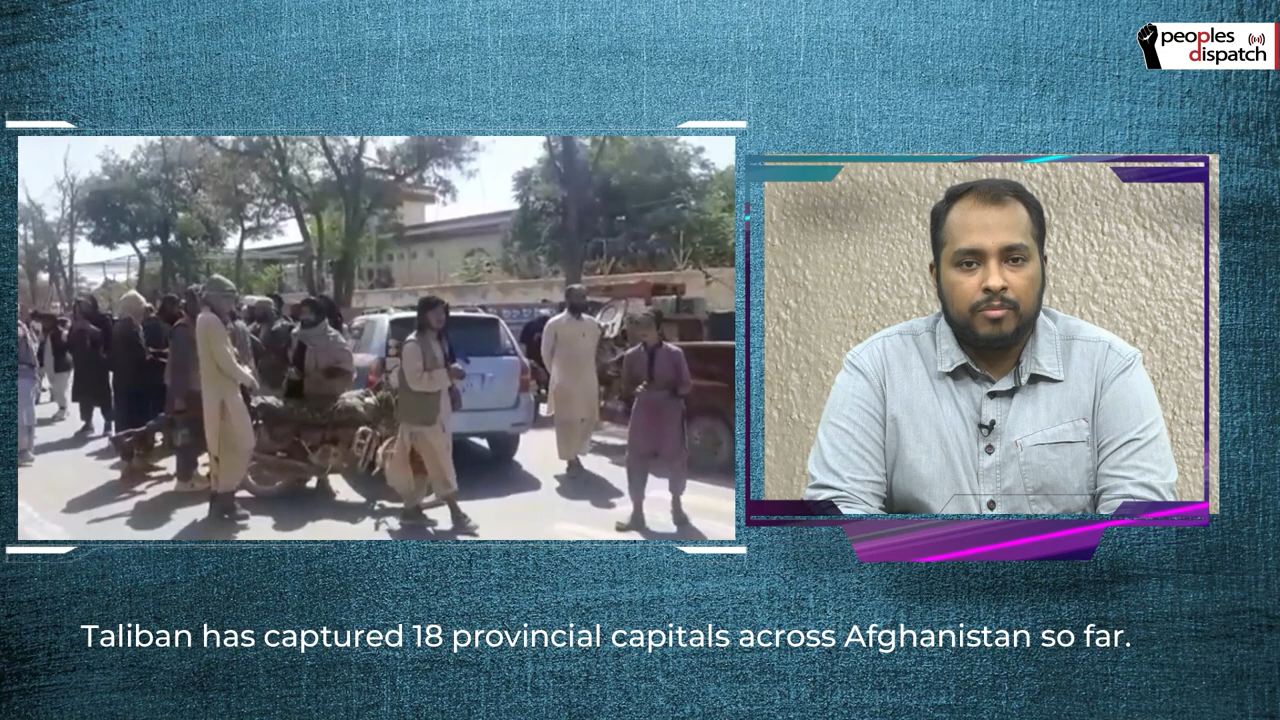 peoples
dispatch
Taliban has captured 18 provincial capitals across Afghanistan so far.